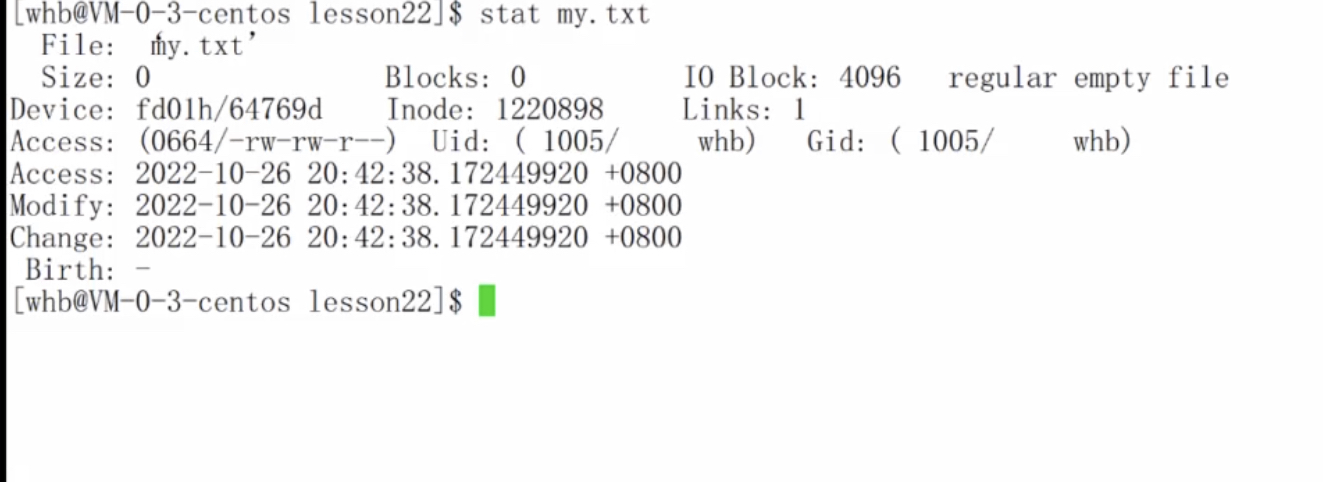 [whb@VM-0-3-centos lesson22]$ stat my.txt
  File: ‘my.txt’
  Size: 0               Blocks: 0          IO Block: 4096   regular empty file
Device: fd01h/64769d    Inode: 1220898     Links: 1
Access: (0664/-rw-rw-r--)  Uid: ( 1005/     whb)   Gid: ( 1005/     whb)
Access: 2022-10-26 20:42:38.172449920 +0800
Modify: 2022-10-26 20:42:38.172449920 +0800
Change: 2022-10-26 20:42:38.172449920 +0800
 Birth: -
[whb@VM-0-3-centos lesson22]$